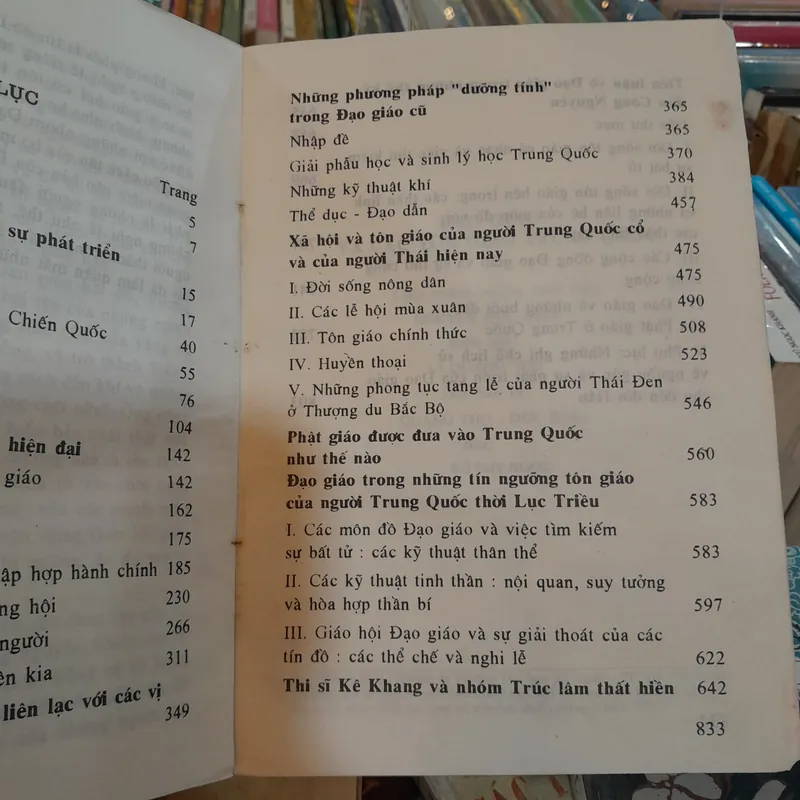 LỤC
Trang
5
sự phát triển 7
15
17
Chiến Quốc 40
55
76
104
hiện đại 142
giáo 142
162
175
ập hợp hành chính 185
ng hội 230
người 266
ên kia 311
liên lạc với các vị 349
Những phương pháp "dưỡng tính"
trong Đạo giáo cũ 365
Nhập đề 365
Giải phẫu học và sinh lý học Trung Quốc 370
Những kỹ thuật khí 384
Thể dục - Đạo dẫn 457
Xã hội và tôn giáo của người Trung Quốc cổ
và của người Thái hiện nay 475
I. Đời sống nông dân 475
II. Các lễ hội mùa xuân 490
III. Tôn giáo chính thức 508
IV. Huyền thoại 523
V. Những phong tục tang lễ của người Thái Đen
ở Thượng du Bắc Bộ 546
Phật giáo được đưa vào Trung Quốc
như thế nào 560
Đạo giáo trong những tín ngưỡng tôn giáo
của người Trung Quốc thời Lục Triều 583
I. Các môn đồ Đạo giáo và việc tìm kiếm
sự bất tử : các kỹ thuật thân thể 583
II. Các kỹ thuật tinh thần : nội quan, suy tưởng
và hòa hợp thần bí 597
III. Giáo hội Đạo giáo và sự giải thoát của các
tín đồ : các thể chế và nghi lễ 622
Thi sĩ Kê Khang và nhóm Trúc lâm thất hiền 642
833